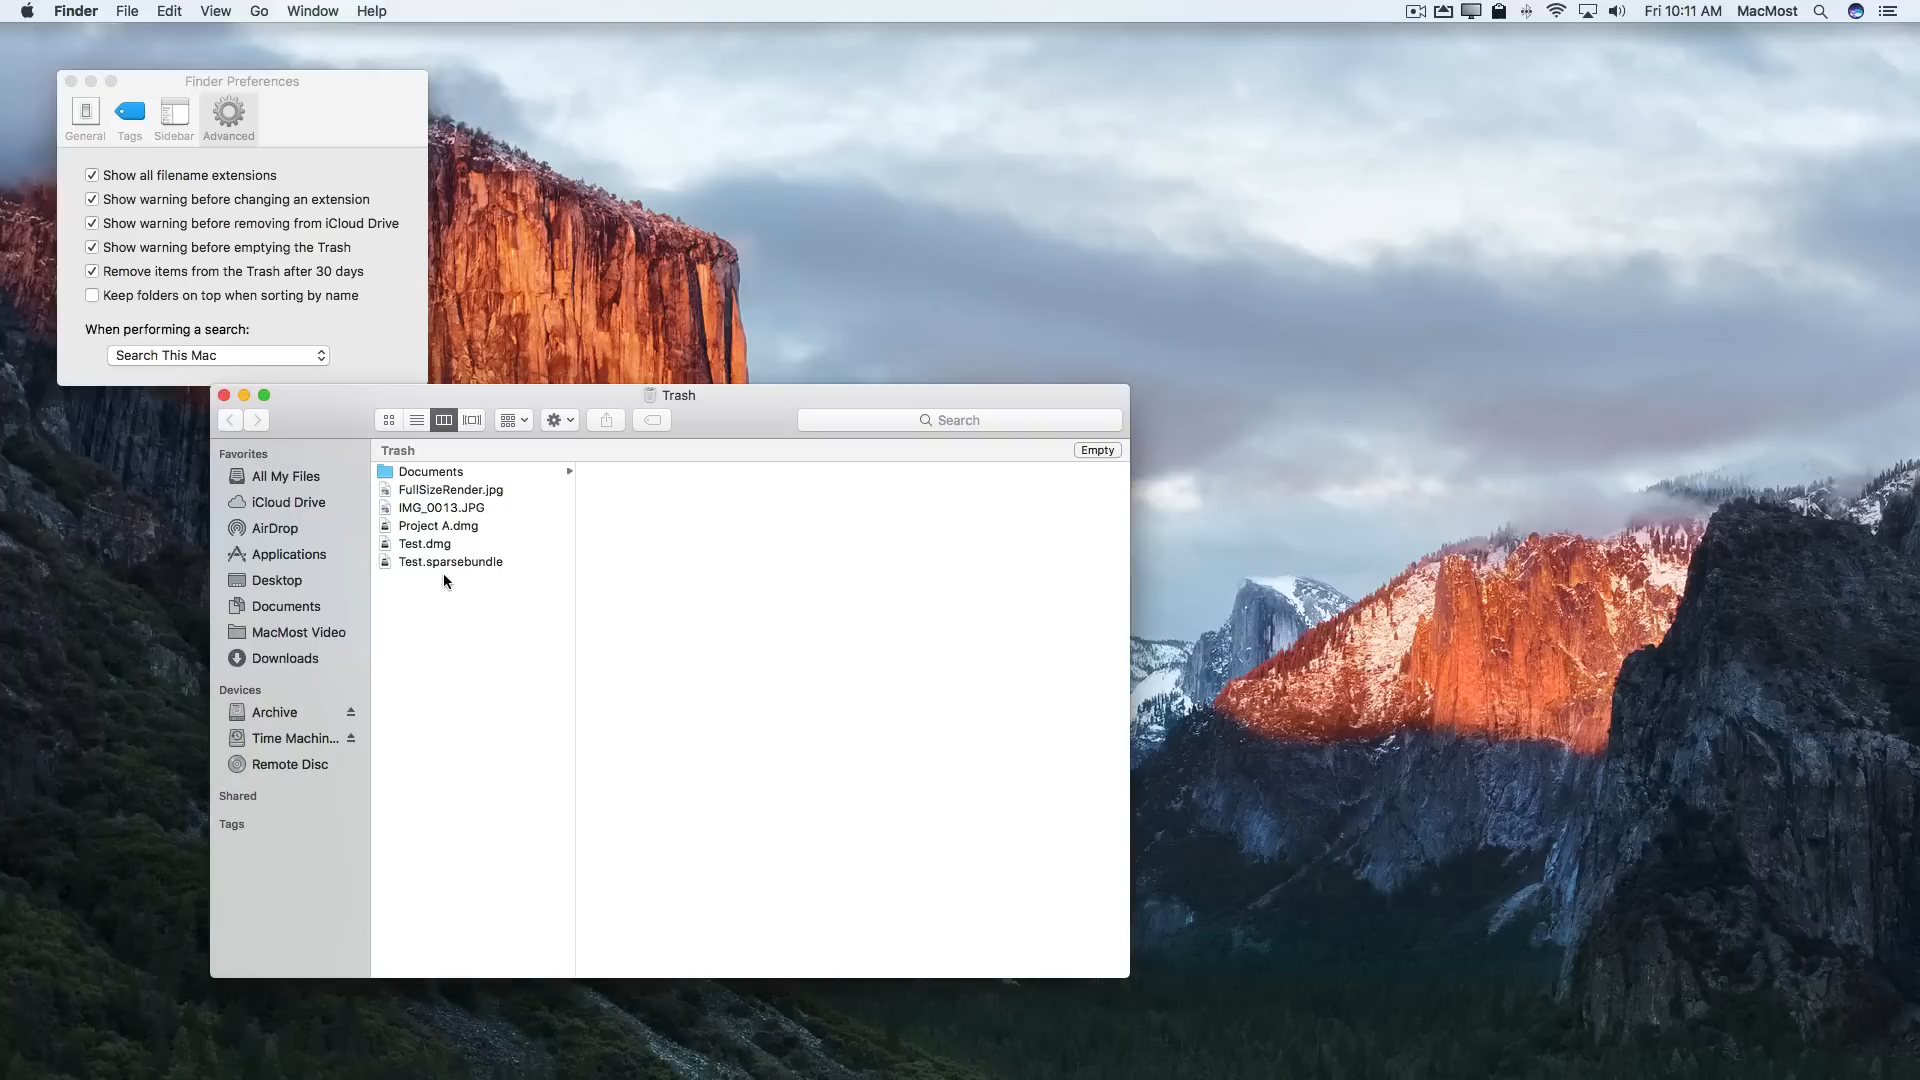 Finder File Edit View Go Window Help
Fri 10:11 AM MacMost
Finder Preferences
General Tags Sidebar Advanced
Show all filename extensions
Show warning before changing an extension
Show warning before removing from iCloud Drive
Show warning before emptying the Trash
Remove items from the Trash after 30 days
Keep folders on top when sorting by name
When performing a search:
Search This Mac
Trash
Search
Favorites
All My Files
iCloud Drive
AirDrop
Applications
Desktop
Documents
MacMost Video
Downloads
Devices
Archive
Time Machin...
Remote Disc
Shared
Tags
Trash
Empty
Documents
FullSizeRender.jpg
IMG_0013.JPG
Project A.dmg
Test.dmg
Test.sparsebundle